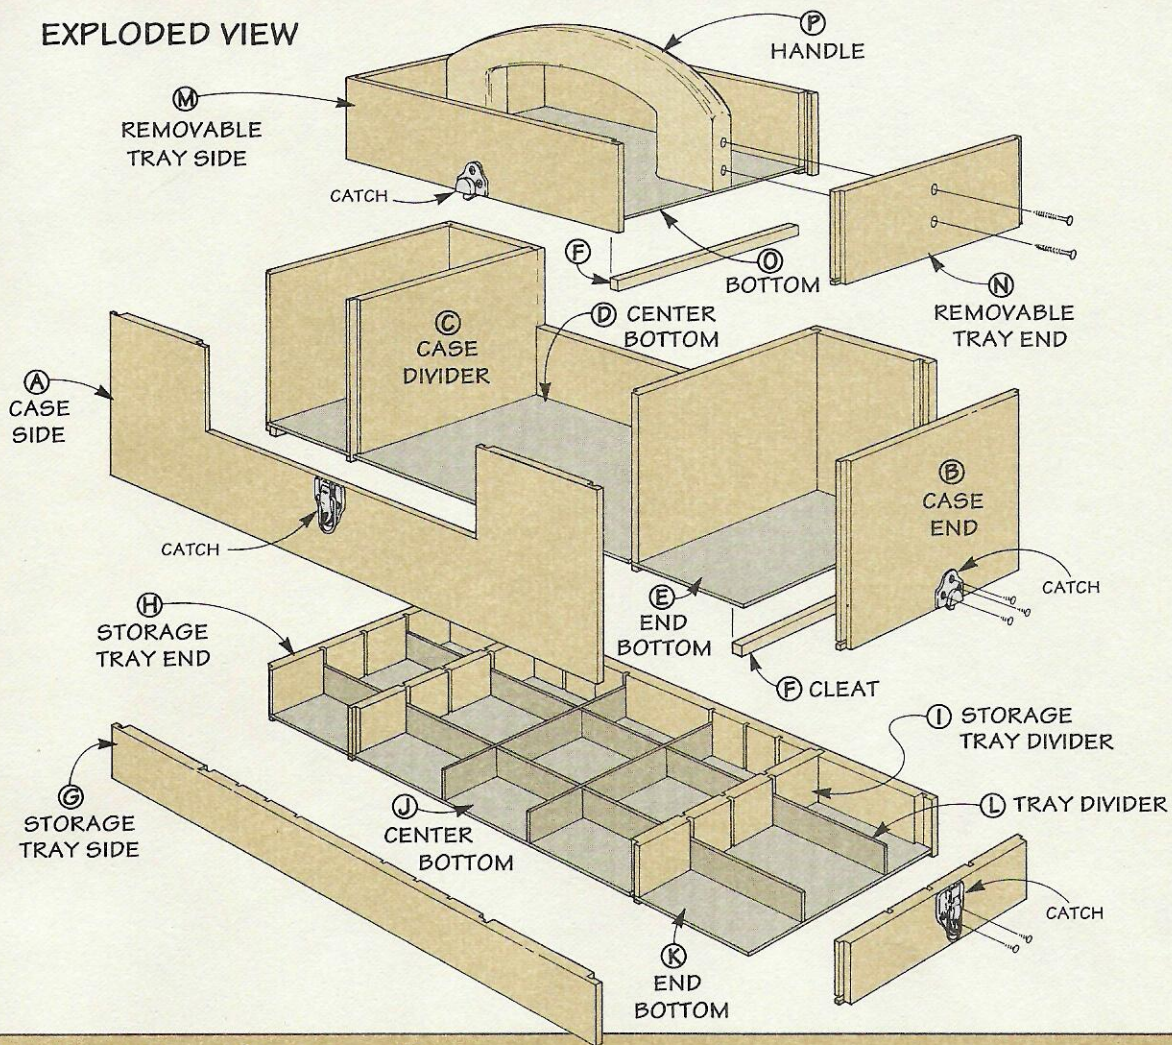 EXPLODED VIEW
P
HANDLE
M
REMOVABLE
TRAY SIDE
CATCH
F
O
BOTTOM
N
REMOVABLE
TRAY END
D CENTER
BOTTOM
C
CASE
DIVIDER
A
CASE
SIDE
B
CASE
END
CATCH
CATCH
E
END
BOTTOM
F CLEAT
H
STORAGE
TRAY END
I STORAGE
TRAY DIVIDER
G
STORAGE
TRAY SIDE
J
CENTER
BOTTOM
L TRAY DIVIDER
CATCH
K
END
BOTTOM